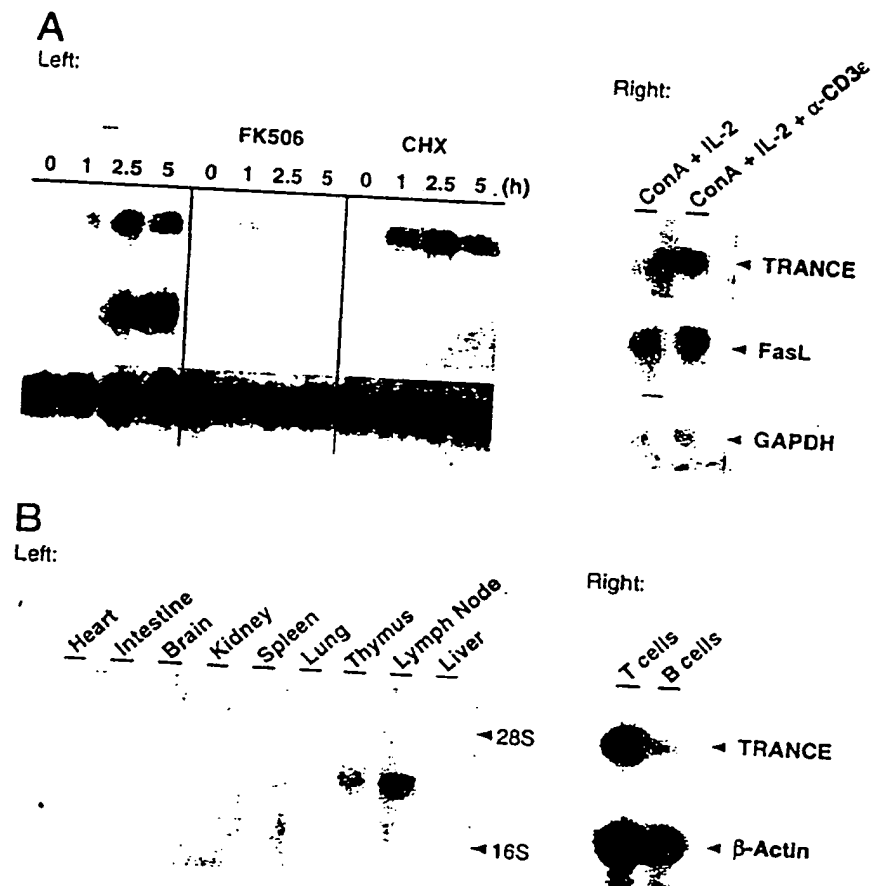 A
Left:
– FK506 CHX
0 1 2.5 5 0 1 2.5 5 0 1 2.5 5 (h)
Right:
ConA + IL-2
ConA + IL-2 + α-CD3ε
TRANCE
FasL
GAPDH
B
Left:
Heart
Intestine
Brain
Kidney
Spleen
Lung
Thymus
Lymph Node
Liver
28S
16S
Right:
T cells
B cells
TRANCE
β-Actin